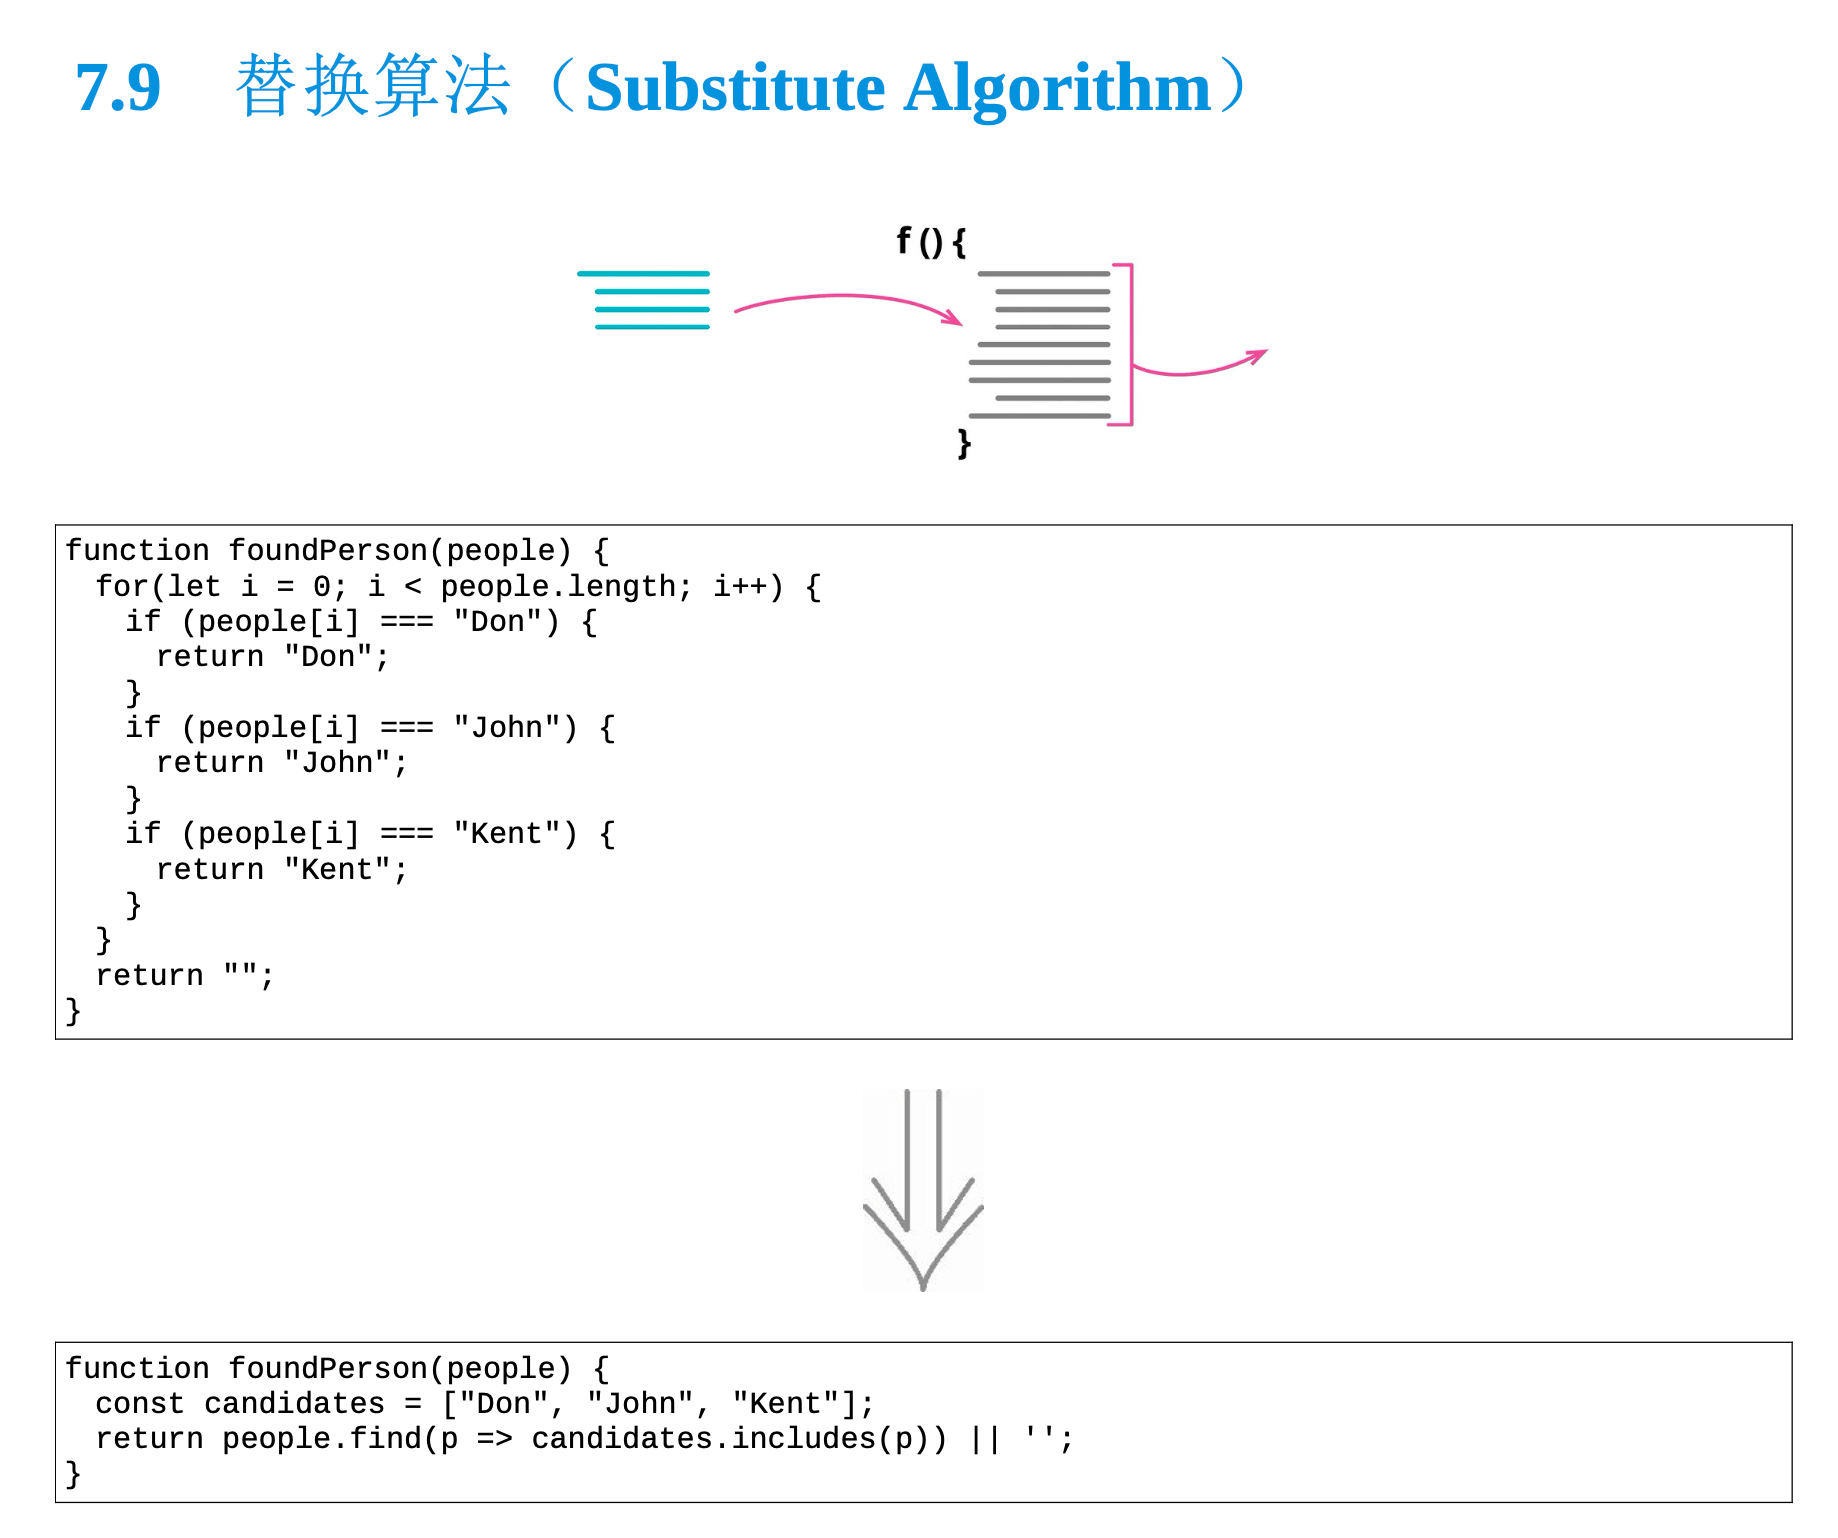 7.9 替换算法（Substitute Algorithm）
f(){
}
function foundPerson(people) {
  for(let i = 0; i < people.length; i++) {
    if (people[i] === "Don") {
      return "Don";
    }
    if (people[i] === "John") {
      return "John";
    }
    if (people[i] === "Kent") {
      return "Kent";
    }
  }
  return "";
}
function foundPerson(people) {
  const candidates = ["Don", "John", "Kent"];
  return people.find(p => candidates.includes(p)) || '';
}